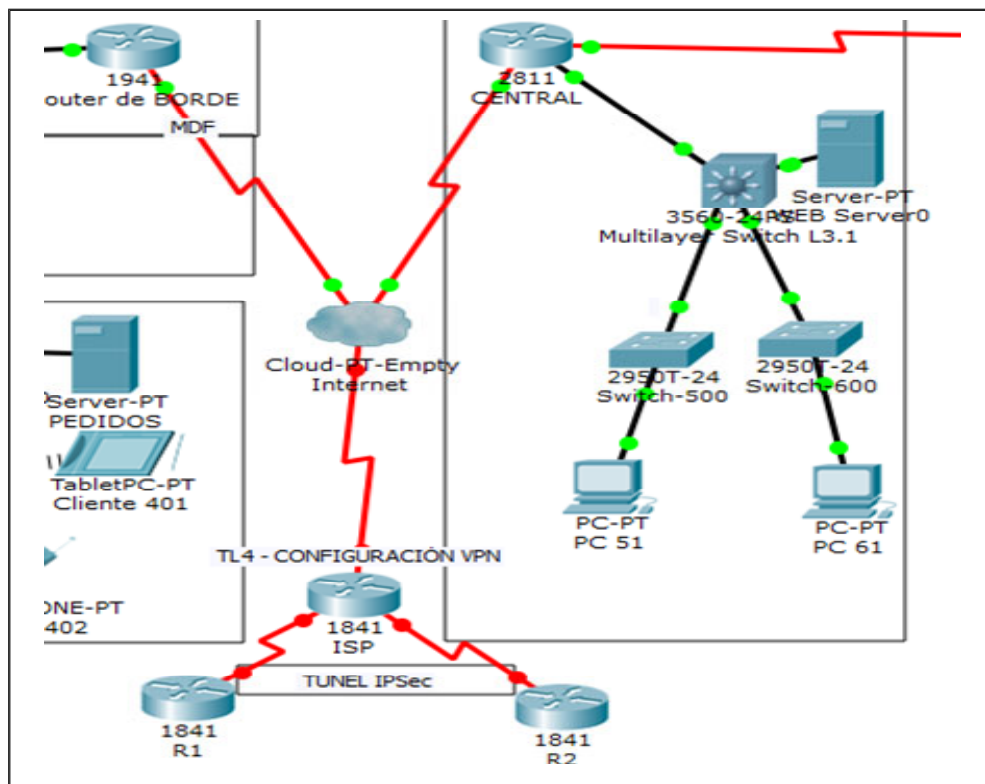 1941
outer de BORDE
MDF
2811
CENTRAL
Server-PT
WEB Server0
3560-24PS
Multilayer Switch L3.1
Cloud-PT-Empty
Internet
2950T-24
Switch-500
2950T-24
Switch-600
Server-PT
PEDIDOS
TabletPC-PT
Cliente 401
PC-PT
PC 51
PC-PT
PC 61
TL4 - CONFIGURACIÓN VPN
ONE-PT
402
1841
ISP
TUNEL IPSec
1841
R1
1841
R2